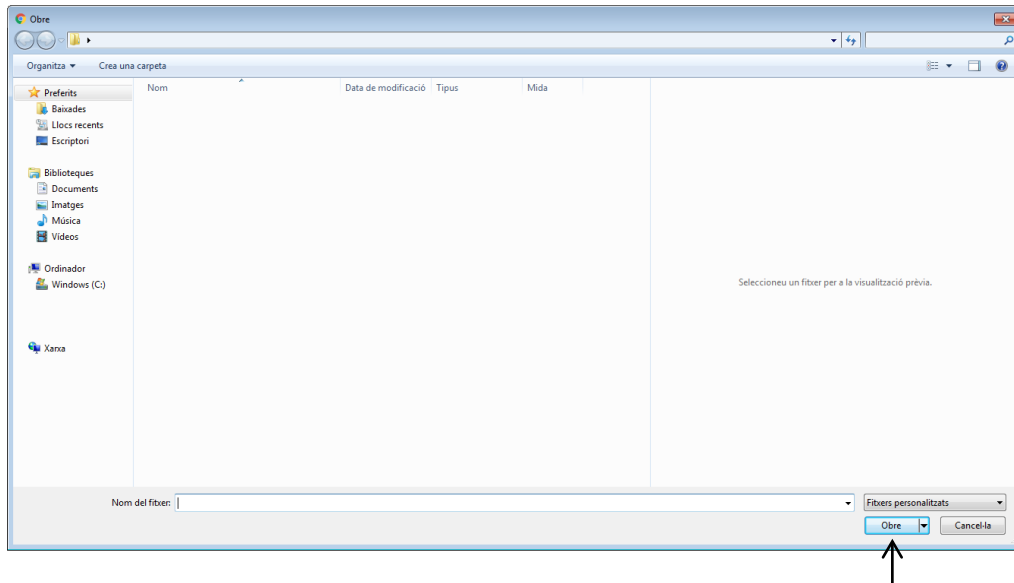 Obre
Organitza Crea una carpeta
Nom Data de modificació Tipus Mida
Preferits
Baixades
Llocs recents
Escriptori
Biblioteques
Documents
Imatges
Música
Vídeos
Ordinador
Windows (C:)
Xarxa
Seleccioneu un fitxer per a la visualització prèvia.
Nom del fitxer:
Fitxers personalitzats
Obre Cancel·la